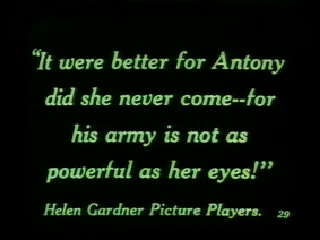 "It were better for Antony
did she never come--for
his army is not as
powerful as her eyes!"
Helen Gardner Picture Players. 29